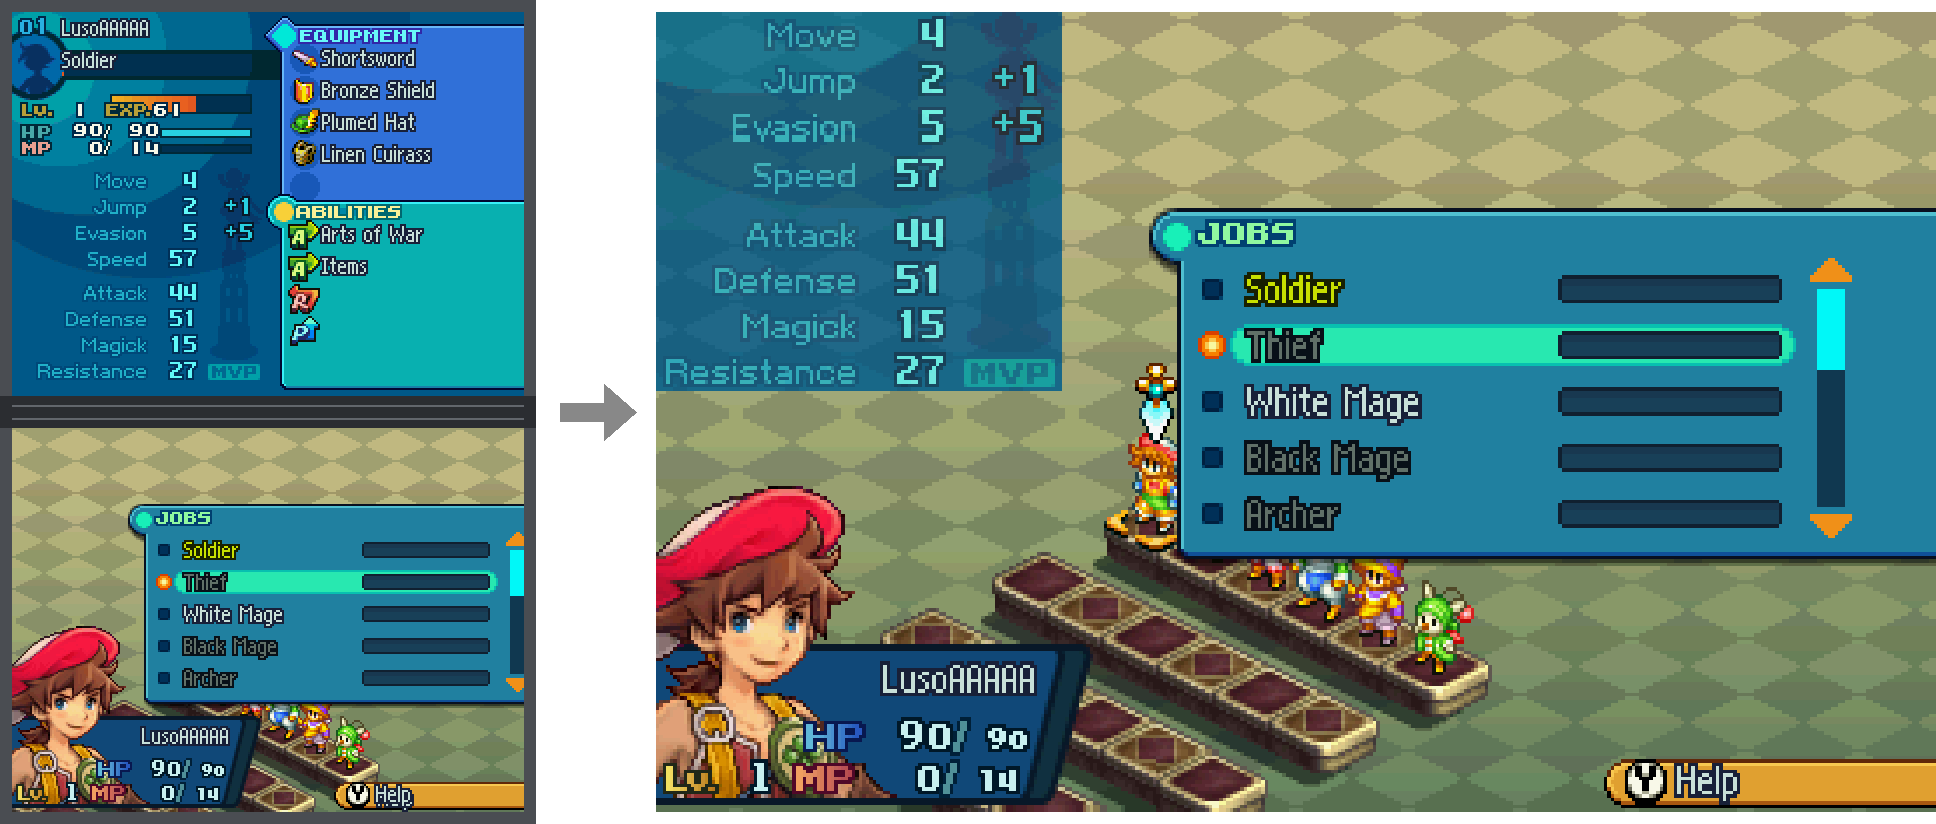 01 LusoAAAAA
Soldier
Lv. 1 EXP.61
HP 90/ 90
MP 0/ 14
Move 4
Jump 2 +1
Evasion 5 +5
Speed 57
Attack 44
Defense 51
Magick 15
Resistance 27 MVP
EQUIPMENT
Shortsword
Bronze Shield
Plumed Hat
Linen Cuirass
ABILITIES
A Arts of War
A Items
R
P
JOBS
Soldier
Thief
White Mage
Black Mage
Archer
LusoAAAAA
HP 90/ 90
Lv. 1 MP 0/ 14
Y Help
Move 4
Jump 2 +1
Evasion 5 +5
Speed 57
Attack 44
Defense 51
Magick 15
Resistance 27 MVP
JOBS
Soldier
Thief
White Mage
Black Mage
Archer
LusoAAAAA
HP 90/ 90
Lv. 1 MP 0/ 14
Y Help